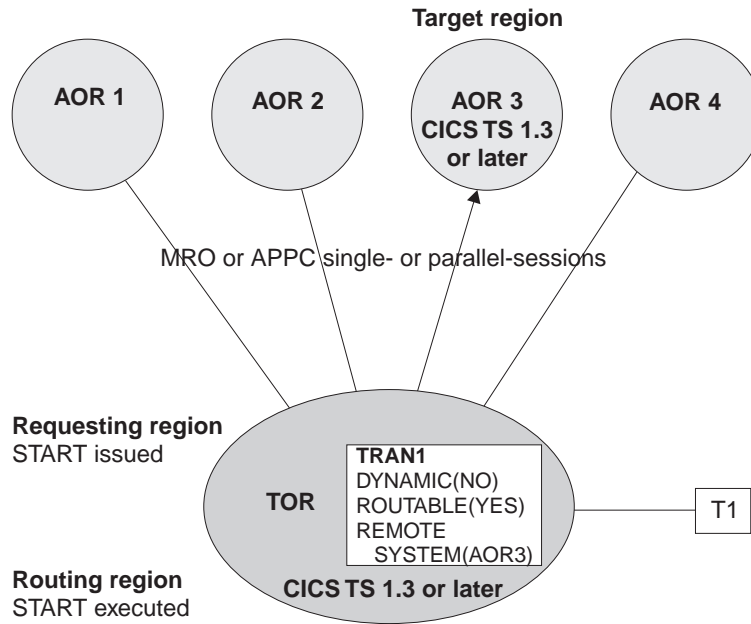 Target region
AOR 1
AOR 2
AOR 3
CICS TS 1.3
or later
AOR 4
MRO or APPC single- or parallel-sessions
Requesting region
START issued
TRAN1
DYNAMIC(NO)
ROUTABLE(YES)
REMOTE
SYSTEM(AOR3)
TOR
T1
Routing region
START executed
CICS TS 1.3 or later